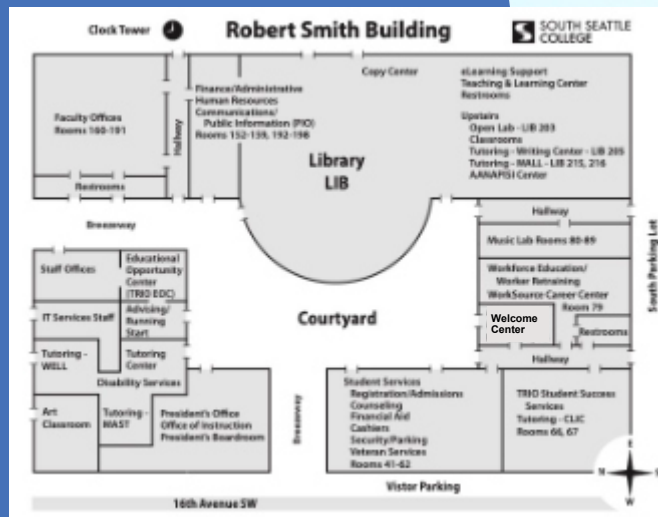 Clock Tower
Robert Smith Building
SOUTH SEATTLE
COLLEGE
Faculty Offices
Rooms 160-191
Restrooms
Hallway
Finance/Administrative
Human Resources
Communications/
Public Information (PIO)
Rooms 152-159, 192-198
Copy Center
Library
LIB
eLearning Support
Teaching & Learning Center
Restrooms
Upstairs
Open Lab - LIB 203
Classrooms
Tutoring - Writing Center - LIB 205
Tutoring - MALL - LIB 215, 216
AANAPISI Center
Hallway
Music Lab Rooms 80-89
Workforce Education/
Worker Retraining
WorkSource Career Center
Room 79
Welcome
Center
Restrooms
Hallway
South Parking Lot
Breezeway
Staff Offices
Educational
Opportunity
Center
(TRIO EOC)
IT Services Staff
Advising/
Running
Start
Tutoring -
WELL
Tutoring
Center
Disability Services
Art
Classroom
Tutoring -
MAST
President's Office
Office of Instruction
President's Boardroom
Courtyard
Breezeway
Student Services
Registration/Admissions
Counseling
Financial Aid
Cashiers
Security/Parking
Veteran Services
Rooms 41-62
TRIO Student Success
Services
Tutoring - CLIC
Rooms 66, 67
Vistor Parking
16th Avenue SW
E
N
S
W